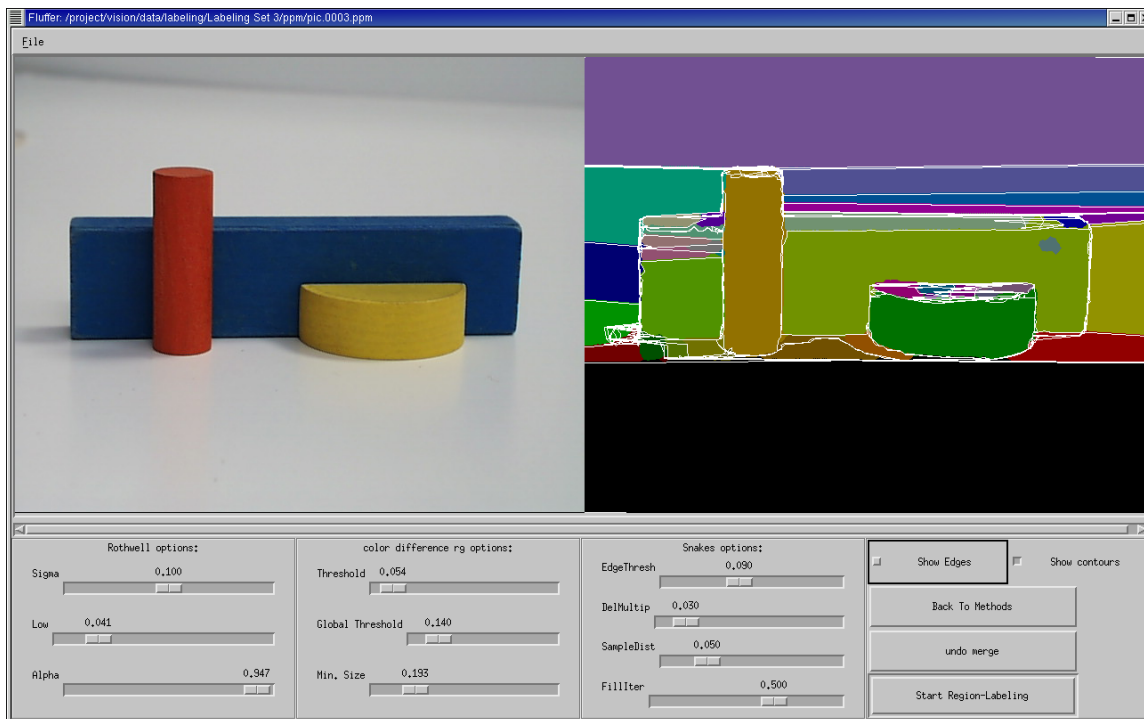 Fluffer: /project/vision/data/labeling/Labeling Set 3/ppm/pic.0003.ppm
File
Rothwell options:
Sigma 0.100
Low 0.041
Alpha 0.947
color difference rg options:
Threshold 0.054
Global Threshold 0.140
Min. Size 0.193
Snakes options:
EdgeThresh 0.090
DelMultip 0.030
SampleDist 0.050
FillIter 0.500
Show Edges
Show contours
Back To Methods
undo merge
Start Region-Labeling